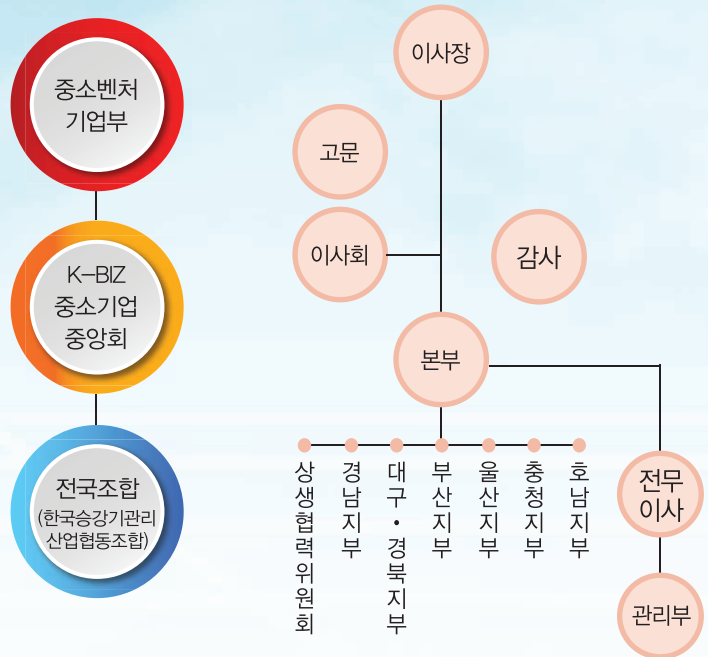 중소벤처
기업부
K-BIZ
중소기업
중앙회
전국조합
(한국승강기관리
산업협동조합)
이사장
고문
이사회
감사
본부
상생협력위원회
경남지부
대구·경북지부
부산지부
울산지부
충청지부
호남지부
전무
이사
관리부